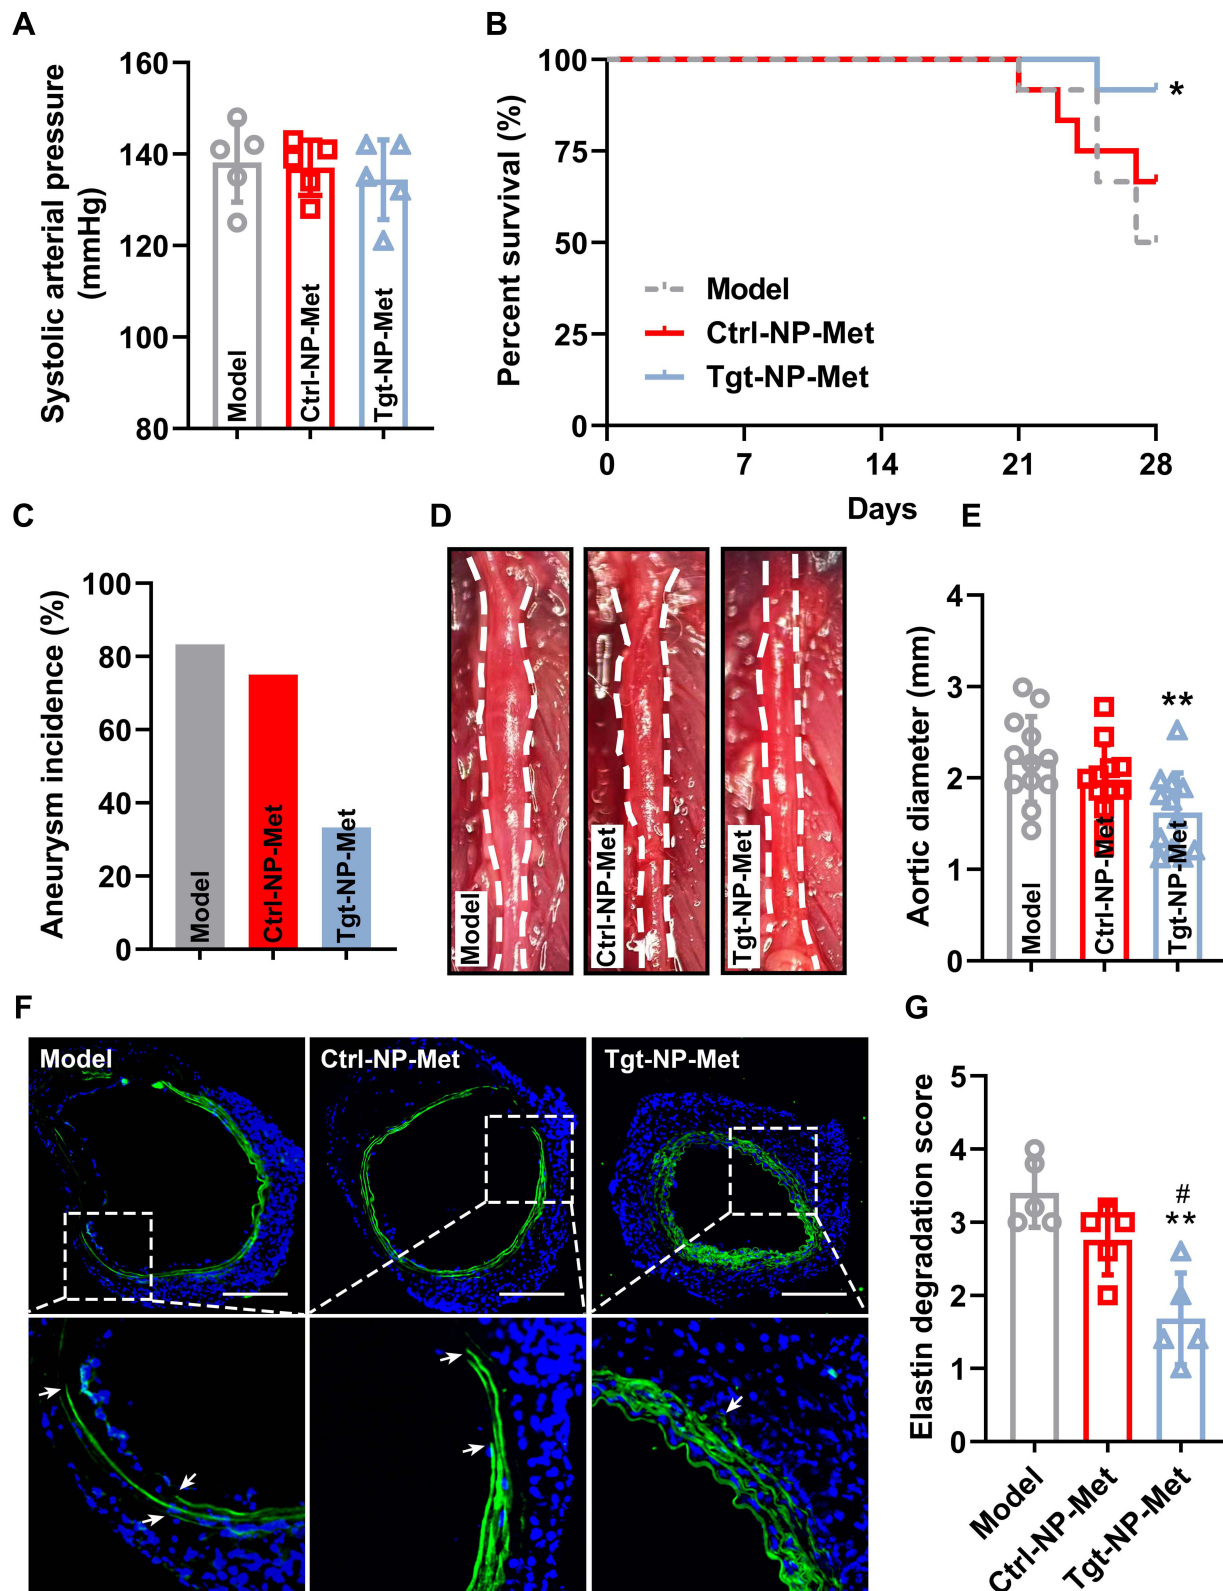 A
Systolic arterial pressure
(mmHg)
160
140
120
100
80
Model
Ctrl-NP-Met
Tgt-NP-Met
B
Percent survival (%)
100
75
50
25
0
*
Model
Ctrl-NP-Met
Tgt-NP-Met
0 7 14 21 28
Days
C
Aneurysm incidence (%)
100
80
60
40
20
0
Model
Ctrl-NP-Met
Tgt-NP-Met
D
Model
Ctrl-NP-Met
Tgt-NP-Met
E
Aortic diameter (mm)
4
3
2
1
0
**
Model
Ctrl-NP-Met
Tgt-NP-Met
F
Model
Ctrl-NP-Met
Tgt-NP-Met
G
Elastin degradation score
5
4
3
2
1
0
#
**
Model
Ctrl-NP-Met
Tgt-NP-Met